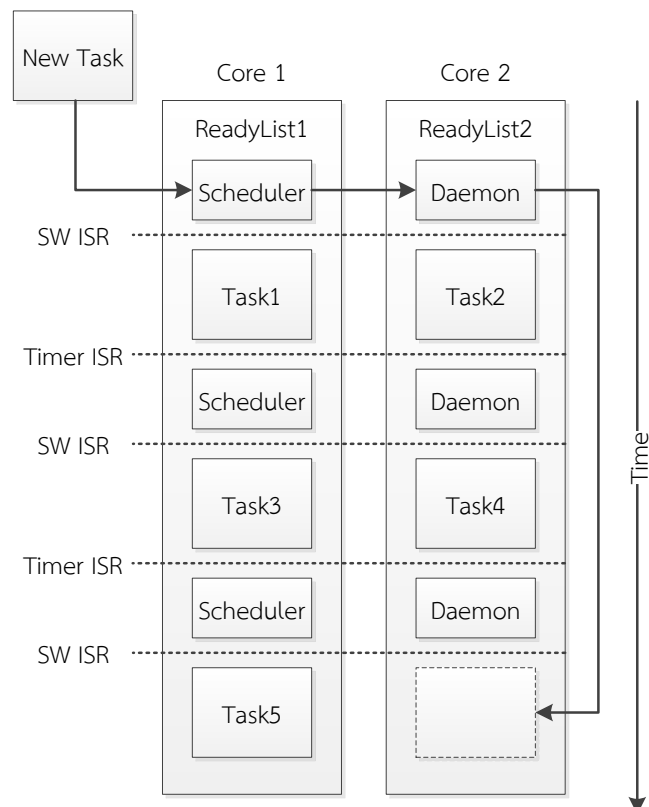 New Task
Core 1
Core 2
ReadyList1
ReadyList2
Scheduler
Daemon
SW ISR
Task1
Task2
Timer ISR
Scheduler
Daemon
SW ISR
Task3
Task4
Timer ISR
Scheduler
Daemon
SW ISR
Task5
Time